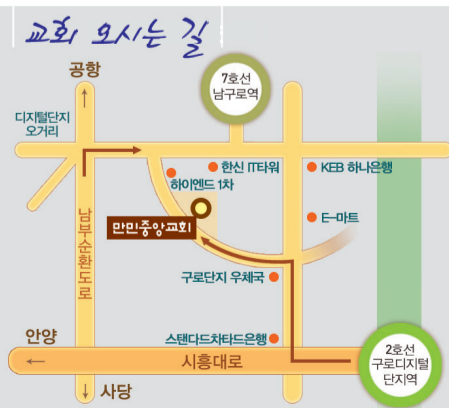 교회 오시는 길
공항
7호선
남구로역
디지털단지
오거리
한신 IT타워
KEB 하나은행
하이엔드 1차
남부순환도로
만민중앙교회
E-마트
구로단지 우체국
스탠다드차타드은행
안양
시흥대로
2호선
구로디지털
단지역
사당